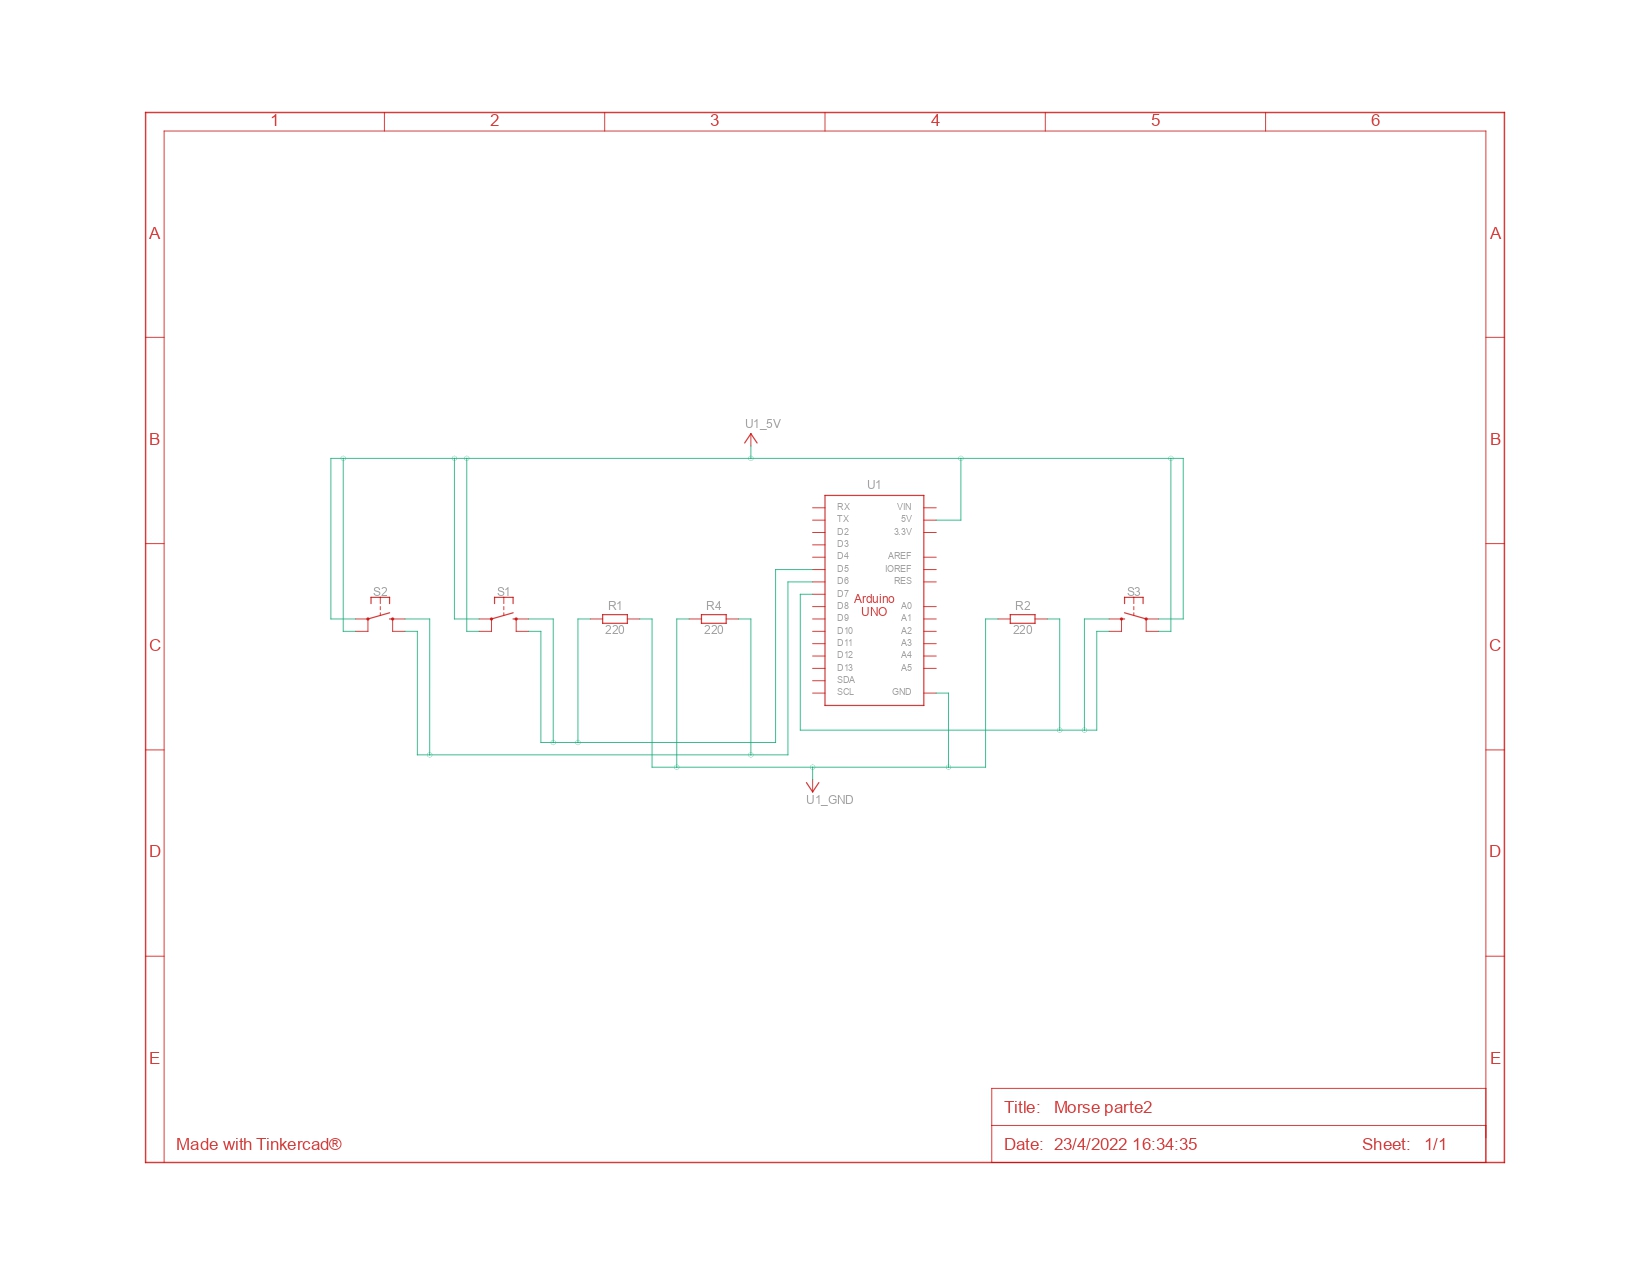 1 2 3 4 5 6
A A
U1_5V
B B
U1
RX VIN
TX 5V
D2 3.3V
D3
D4 AREF
D5 IOREF
D6 RES
D7
D8 A0
D9 A1
D10 A2
D11 A3
D12 A4
D13 A5
SDA
SCL GND
Arduino
UNO
S2 S1 R1 R4 R2 S3
220 220 220
C C
U1_GND
D D
E E
Title: Morse parte2
Made with Tinkercad® Date: 23/4/2022 16:34:35 Sheet: 1/1